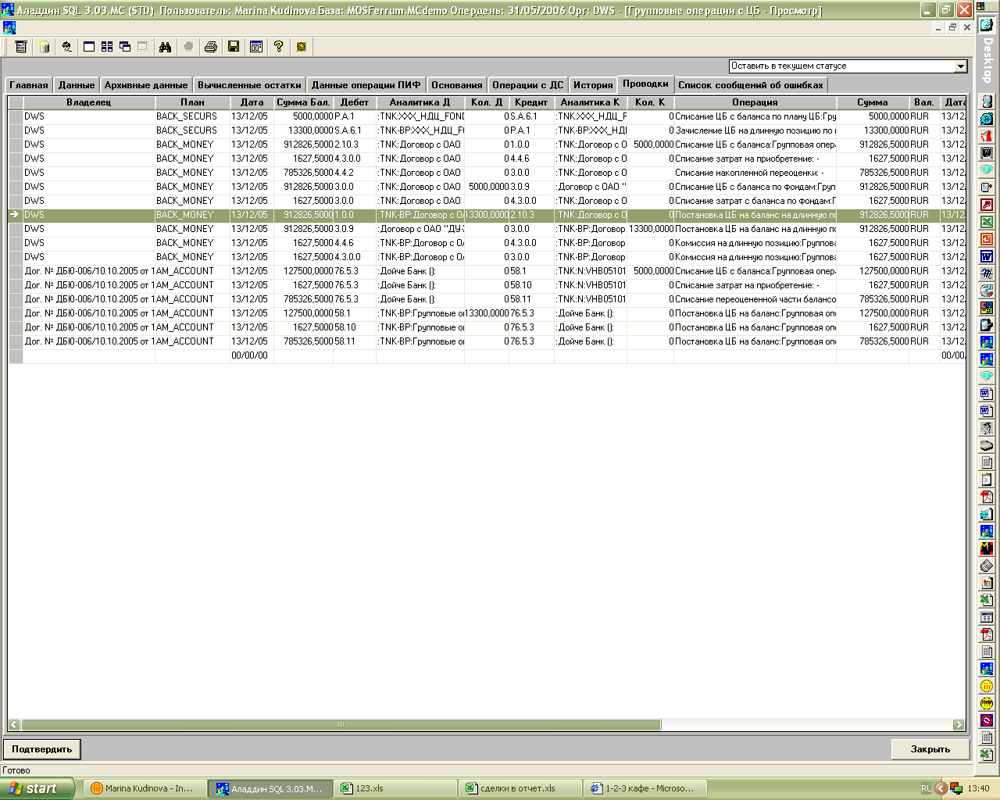 Аладдин SQL 3.03.MC (STD) Пользователь: Marina Kudinova База: MOSFerrum.MCdemo Опердень: 31/05/2006 Орг: DWS - [Групповые операции с ЦБ - Просмотр]
Оставить в текущем статусе
Главная Данные Архивные данные Вычисленные остатки Данные операции ПИФ Основания Операции с ДС История Проводки Список сообщений об ошибках
Владелец План Дата Сумма Бал. Дебет Аналитика Д Кол. Д Кредит Аналитика К Кол. К Операция Сумма Вал. Дата
DWS BACK_SECURS 13/12/05 5000,0000 P.A.1 :TNK:XXX_НДЦ_FOND 0 S.A.6.1 :TNK:XXX_НДЦ_F 0 Списание ЦБ с баланса по плану ЦБ:Гру 5000,0000 RUR 13/12.
DWS BACK_SECURS 13/12/05 13300,0000 S.A.6.1 :TNK-BP:XXX_НДЦ_F( 0 P.A.1 :TNK-BP:XXX_НДI 0 Зачисление ЦБ на длинную позицию по 13300,0000 RUR 13/12.
DWS BACK_MONEY 13/12/05 912826,5000 2.10.3 :TNK:Договор с ОАО 0 1.0.0 :TNK:Договор с О 5000,0000 Списание ЦБ с баланса:Групповая опер 912826,5000 RUR 13/12.
DWS BACK_MONEY 13/12/05 1627,5000 4.3.0.0 :TNK:Договор с ОАО 0 4.4.6 :TNK:Договор с О 0 Списание затрат на приобретение: - 1627,5000 RUR 13/12.
DWS BACK_MONEY 13/12/05 785326,5000 4.4.2 :TNK:Договор с ОАО 0 3.0.0 :TNK:Договор с О Списание накопленной переоценки: - 785326,5000 RUR 13/12.
DWS BACK_MONEY 13/12/05 912826,5000 3.0.0 :TNK:Договор с ОАО 5000,0000 3.0.9 :Договор с ОАО " 0 Списание ЦБ с баланса по фондам:Груп 912826,5000 RUR 13/12.
DWS BACK_MONEY 13/12/05 1627,5000 3.0.0 :TNK:Договор с ОАО 0 4.3.0.0 :TNK:Договор с О 0 Списание затрат с баланса по фондам:Г 1627,5000 RUR 13/12.
DWS BACK_MONEY 13/12/05 912826,5000 1.0.0 :TNK-BP:Договор с О 13300,0000 2.10.3 :TNK:Договор с О 0 Постановка ЦБ на баланс на длинную по 912826,5000 RUR 13/12.
DWS BACK_MONEY 13/12/05 912826,5000 3.0.9 :Договор с ОАО "ДУ- 0 3.0.0 :TNK-BP:Договор 13300,0000 Постановка ЦБ на баланс на длинную по 912826,5000 RUR 13/12.
DWS BACK_MONEY 13/12/05 1627,5000 4.4.6 :TNK-BP:Договор с О 0 4.3.0.0 :TNK-BP:Договор 0 Комиссия на длинную позицию:Группова 1627,5000 RUR 13/12.
DWS BACK_MONEY 13/12/05 1627,5000 4.3.0.0 :TNK-BP:Договор с О 0 3.0.0 :TNK-BP:Договор 0 Комиссия на длинную позицию:Группова 1627,5000 RUR 13/12.
Дог. № ДБЮ-006/10.10.2005 от 1 AM_ACCOUNT 13/12/05 127500,0000 76.5.3 :Дойче Банк (): 0 58.1 :TNK:N:VHB05101 5000,0000 Списание ЦБ с баланса:Групповая опер 127500,0000 RUR 13/12.
Дог. № ДБЮ-006/10.10.2005 от 1 AM_ACCOUNT 13/12/05 1627,5000 76.5.3 :Дойче Банк (): 0 58.10 :TNK:N:VHB05101 0 Списание затрат на приобретение: - 1627,5000 RUR 13/12.
Дог. № ДБЮ-006/10.10.2005 от 1 AM_ACCOUNT 13/12/05 785326,5000 76.5.3 :Дойче Банк (): 0 58.11 :TNK:N:VHB05101 0 Списание переоцененной части балансо 785326,5000 RUR 13/12.
Дог. № ДБЮ-006/10.10.2005 от 1 AM_ACCOUNT 13/12/05 127500,0000 58.1 :TNK-BP:Групповые о 13300,0000 76.5.3 :Дойче Банк (): 0 Постановка ЦБ на баланс:Групповая оп 127500,0000 RUR 13/12.
Дог. № ДБЮ-006/10.10.2005 от 1 AM_ACCOUNT 13/12/05 1627,5000 58.10 :TNK-BP:Групповые о 0 76.5.3 :Дойче Банк (): 0 Постановка ЦБ на баланс:Групповая оп 1627,5000 RUR 13/12.
Дог. № ДБЮ-006/10.10.2005 от 1 AM_ACCOUNT 13/12/05 785326,5000 58.11 :TNK-BP:Групповые о 0 76.5.3 :Дойче Банк (): 0 Постановка ЦБ на баланс:Групповая оп 785326,5000 RUR 13/12.
00/00/00 00/00.
Подтвердить Закрыть
Готово
start Marina Kudinova - In... Аладдин SQL 3.03.M... 123.xls сделки в отчет.xls 1-2-3 кафе - Microso... RL 13:40
Desktop